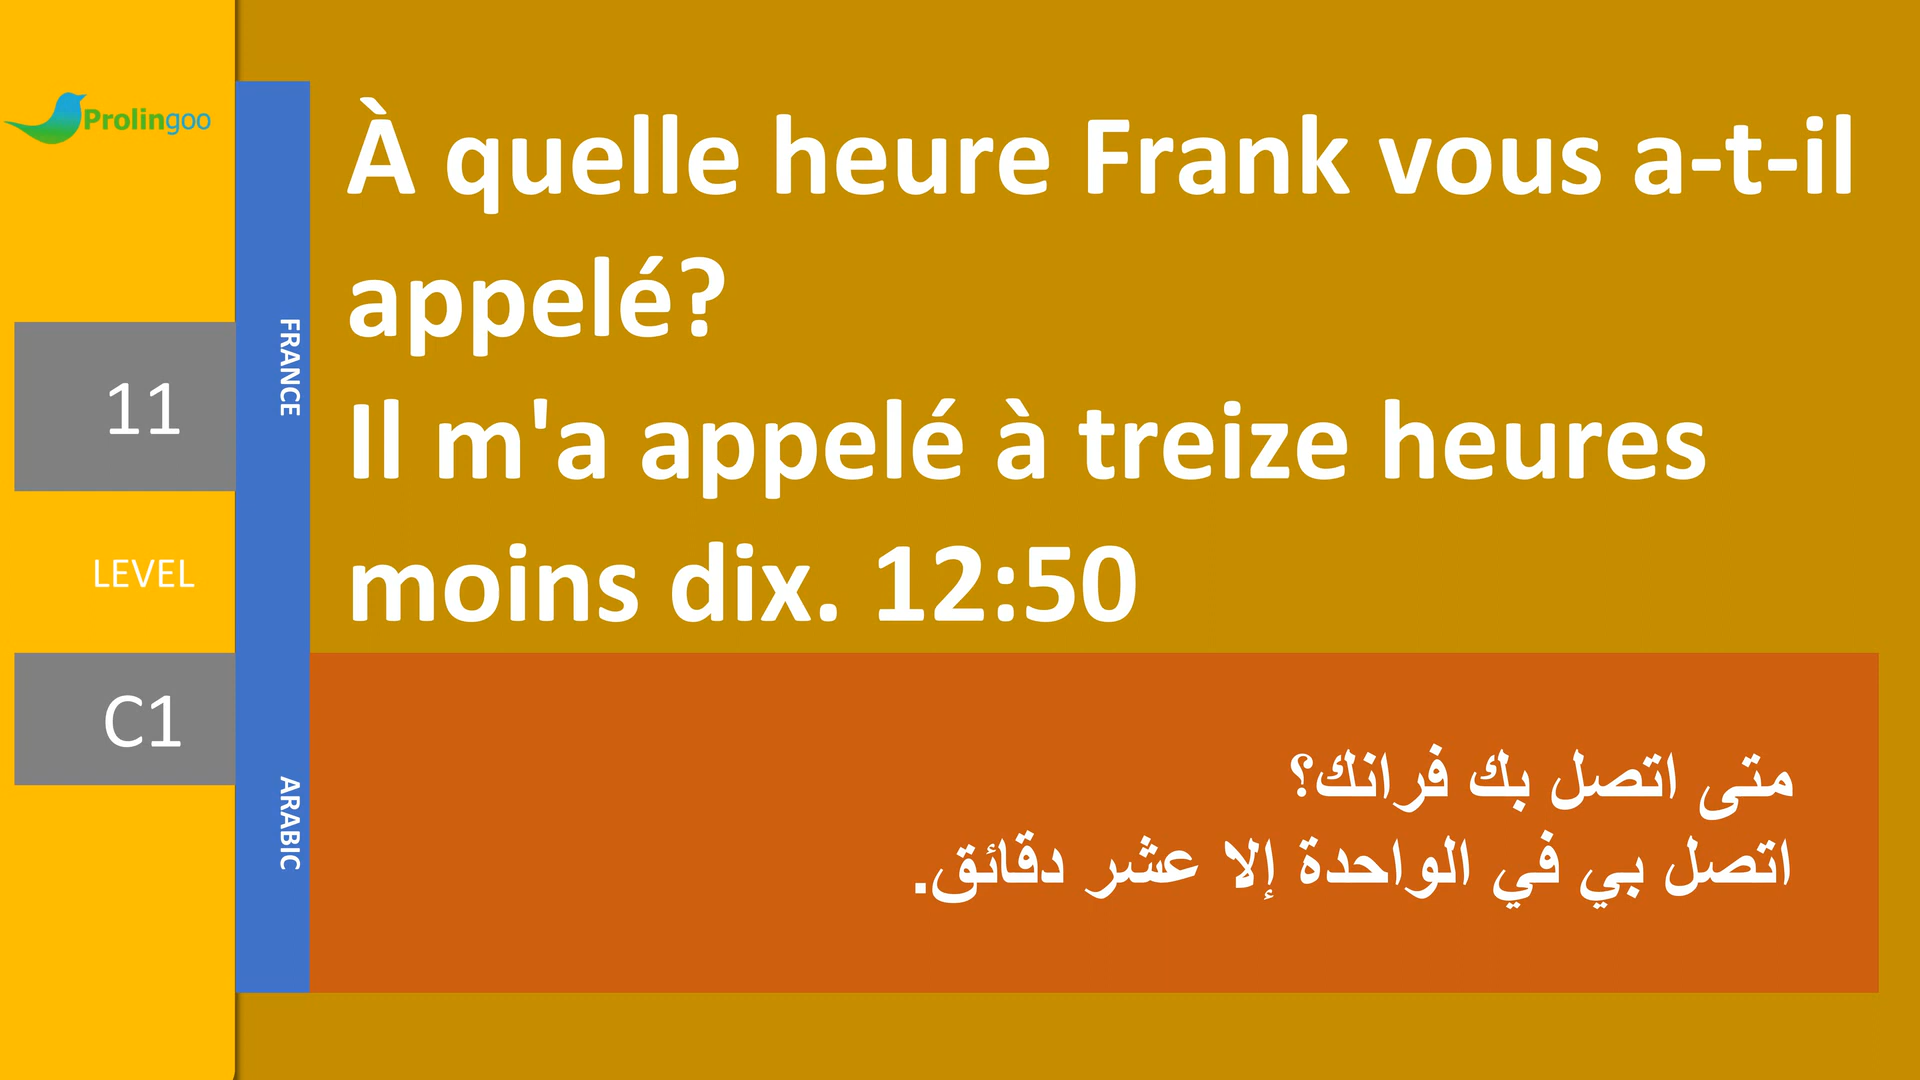 Prolingoo
11
LEVEL
C1
FRANCE
ARABIC
À quelle heure Frank vous a-t-il
appelé?
Il m'a appelé à treize heures
moins dix. 12:50
متى اتصل بك فرانك؟
اتصل بي في الواحدة إلا عشر دقائق.